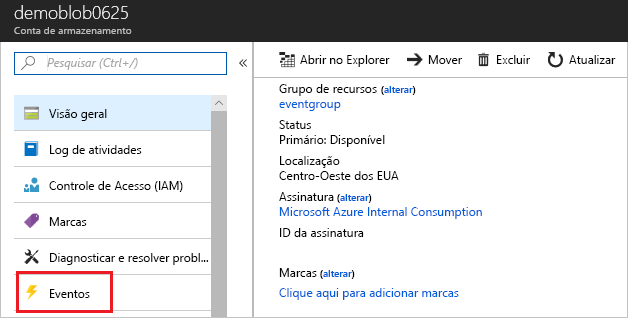 demoblob0625
Conta de armazenamento
Pesquisar (Ctrl+/)
«
Visão geral
Log de atividades
Controle de Acesso (IAM)
Marcas
Diagnosticar e resolver probl...
Eventos
Abrir no Explorer
Mover
Excluir
Atualizar
Grupo de recursos (alterar)
eventgroup
Status
Primário: Disponível
Localização
Centro-Oeste dos EUA
Assinatura (alterar)
Microsoft Azure Internal Consumption
ID da assinatura
Marcas (alterar)
Clique aqui para adicionar marcas